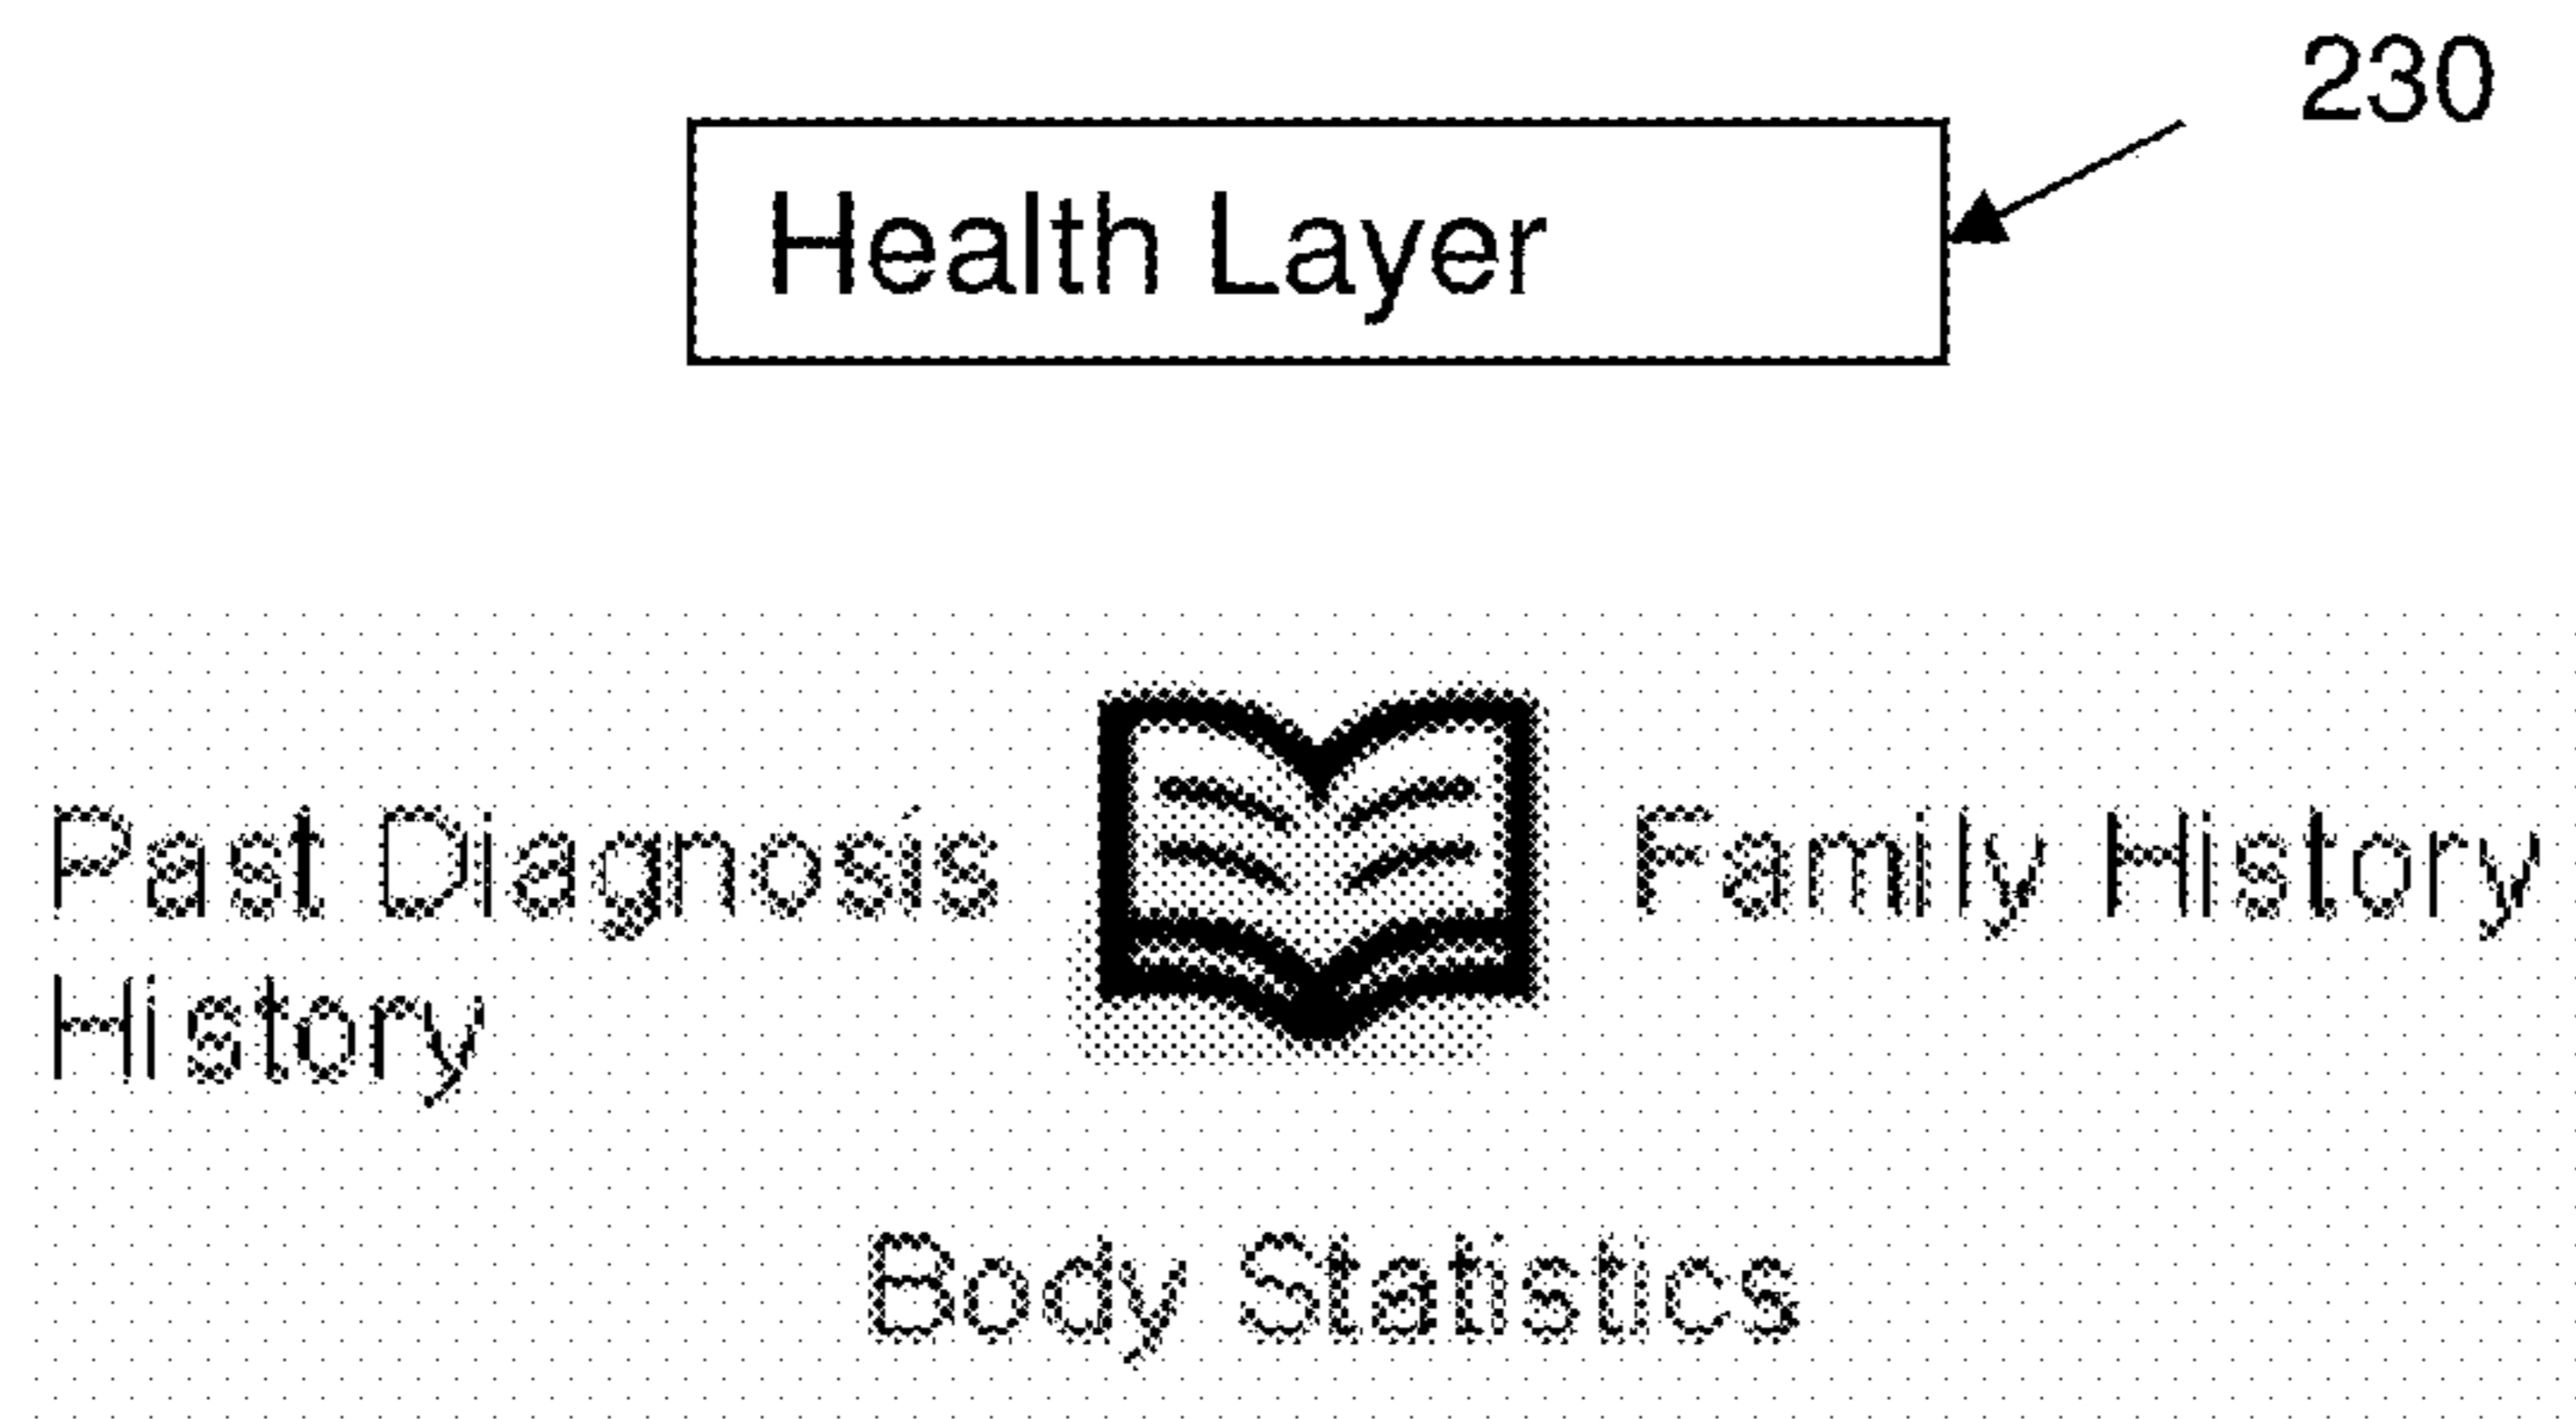 230
Health Layer
Past Diagnosis
History
Family History
Body Statistics